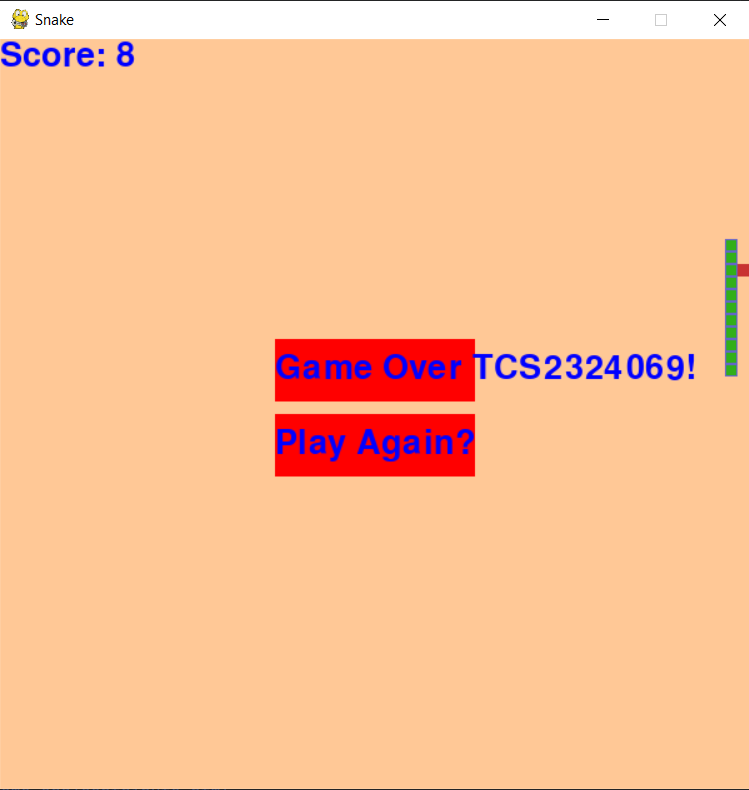 Snake
Score: 8
Game Over TCS2324069!
Play Again?